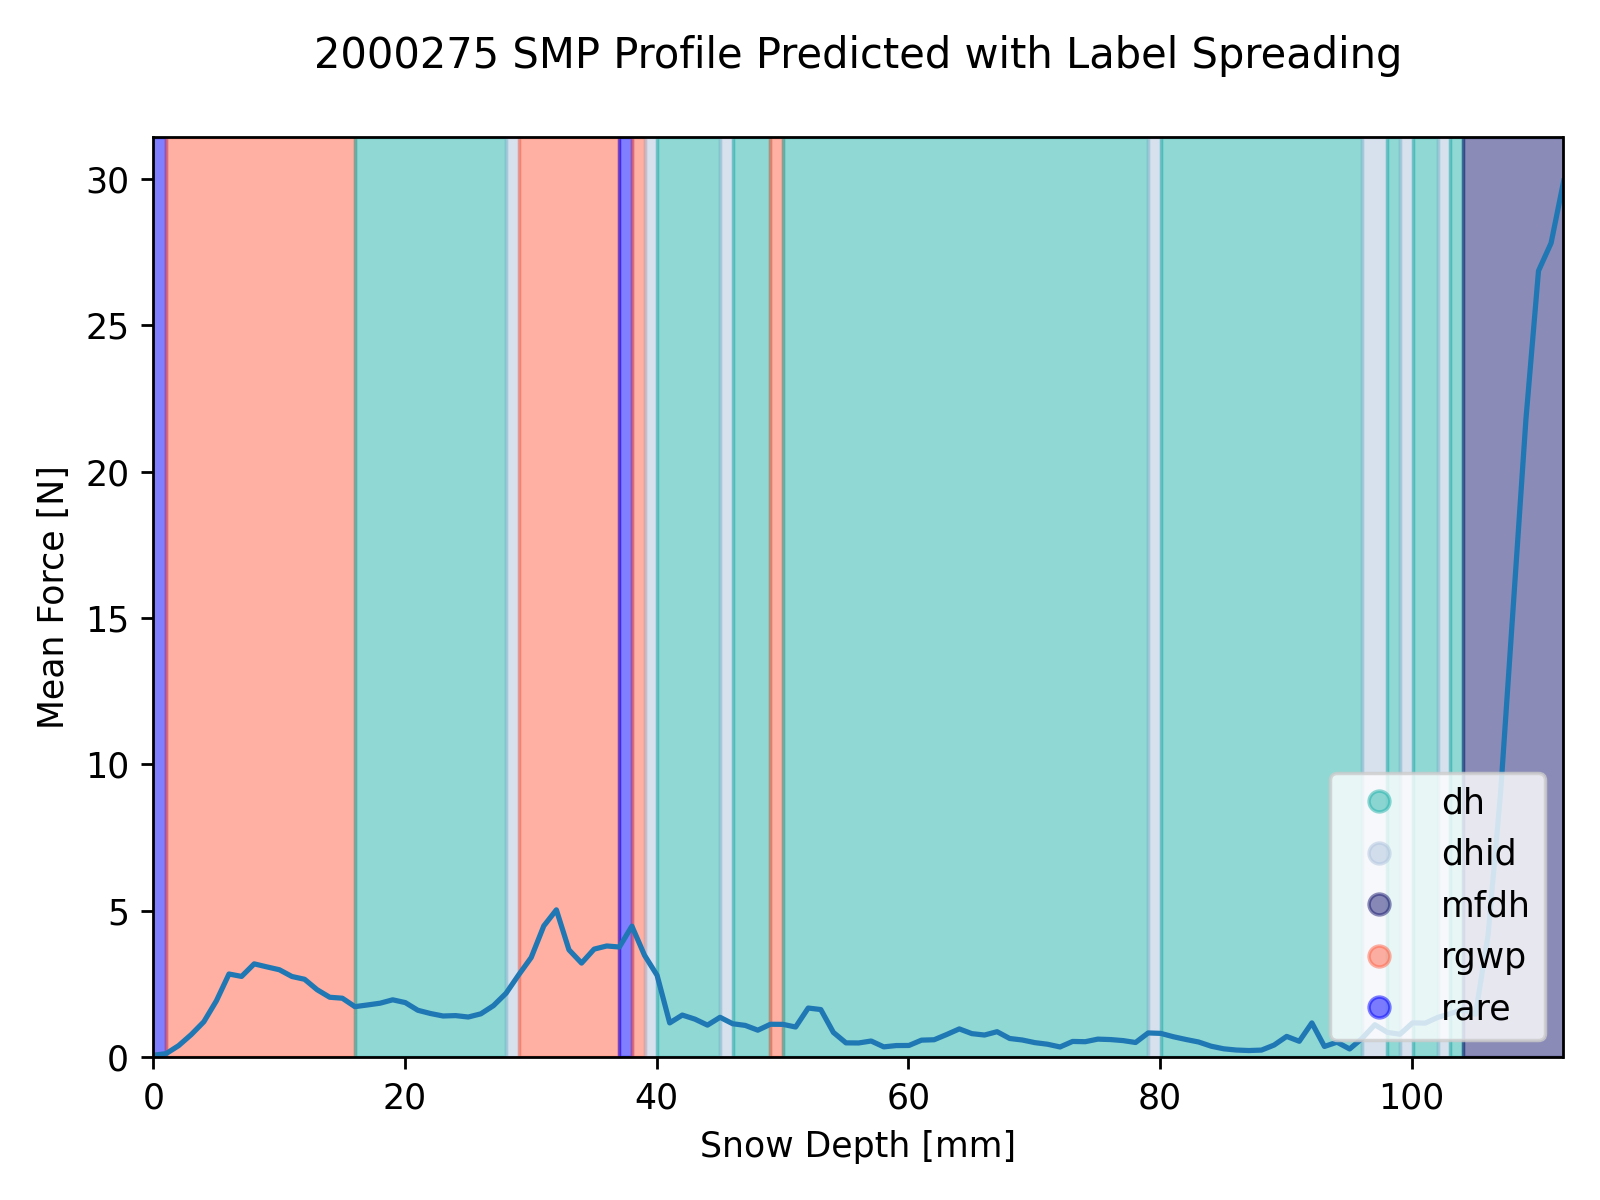 2000275 SMP Profile Predicted with Label Spreading
30
25
20
15
10
5
0
Mean Force [N]
dh
dhid
mfdh
rgwp
rare
0 20 40 60 80 100
Snow Depth [mm]